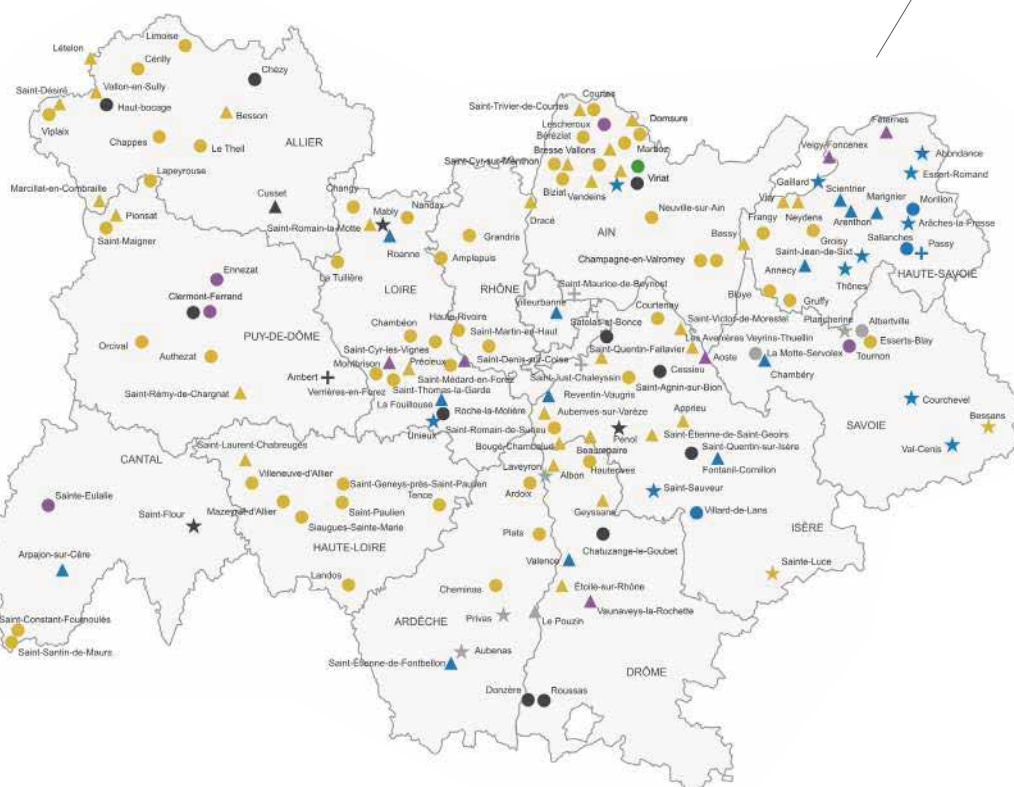 Limoise
Lételon
Cérilly
Chézy
Saint-Désiré
Vallon-en-Sully
Haut-bocage
Viplaix
Besson
Chappes
Le Theil
ALLIER
Lapeyrouse
Marcillat-en-Combraille
Pionsat
Saint-Maigner
Cusset
Changy
Mably
Nandax
Saint-Romain-la-Motte
Roanne
La Tuilière
Ennezat
Clermont-Ferrand
PUY-DE-DÔME
Orcival
Authezat
Ambert
Saint-Rémy-de-Chargnat
LOIRE
Chambéon
Saint-Cyr-les-Vignes
Montbrison
Précieux
Verrières-en-Forez
Saint-Thomas-la-Garde
Saint-Médard-en-Forez
La Fouillouse
Roche-la-Molière
Unieux
Grandris
Amplepuis
RHÔNE
Haute-Rivoire
Saint-Martin-en-Haut
Saint-Denis-sur-Coise
Villeurbanne
Courtes
Saint-Trivier-de-Courtes
Lescheroux
Domsure
Béréziat
Marboz
Bresse Vallons
Saint-Cyr-sur-Menthon
Viriat
Biziat
Vandeins
Dracé
Neuville-sur-Ain
AIN
Champagne-en-Valromey
Saint-Maurice-de-Beynost
Féternes
Veigy-Foncenex
Abondance
Gaillard
Essert-Romand
Scientrier
Marignier
Morillon
Viry
Arenthon
Arâches-la-Frasse
Frangy
Neydens
Groisy
Sallanches
Passy
Bassy
Saint-Jean-de-Sixt
Annecy
HAUTE-SAVOIE
Thônes
Bloye
Gruffy
Courtenay
Saint-Victor-de-Morestel
Satolas-et-Bonce
Les Avenières Veyrins-Thuellin
Saint-Quentin-Fallavier
Aoste
Cessieu
Saint-Just-Chaleyssin
Saint-Agnin-sur-Bion
Plancherine
Albertville
Esserts-Blay
La Motte-Servolex
Tournon
Chambéry
Courchevel
Bessans
SAVOIE
Val-Cenis
Reventin-Vaugris
Auberives-sur-Varèze
Apprieu
Saint-Romain-de-Surieu
Penol
Saint-Étienne-de-Saint-Geoirs
Bougé-Chambalud
Beaurepaire
Saint-Quentin-sur-Isère
Laveyron
Albon
Hauterives
Fontanil-Cornillon
Ardoix
Saint-Sauveur
Geyssans
Villard-de-Lans
ISÈRE
Sainte-Luce
CANTAL
Saint-Laurent-Chabreuges
Villeneuve-d'Allier
Saint-Geneys-près-Saint-Paulien
Tence
Sainte-Eulalie
Mazeyrat-d'Allier
Saint-Paulien
Saint-Flour
Siaugues-Sainte-Marie
HAUTE-LOIRE
Arpajon-sur-Cère
Landos
Saint-Constant-Fournoulès
Saint-Santin-de-Maurs
Plats
Chatuzange-le-Goubet
Valence
Cheminas
Étoile-sur-Rhône
Vaunaveys-la-Rochette
ARDÈCHE
Privas
Le Pouzin
Aubenas
Saint-Étienne-de-Fontbellon
DRÔME
Donzère
Roussas